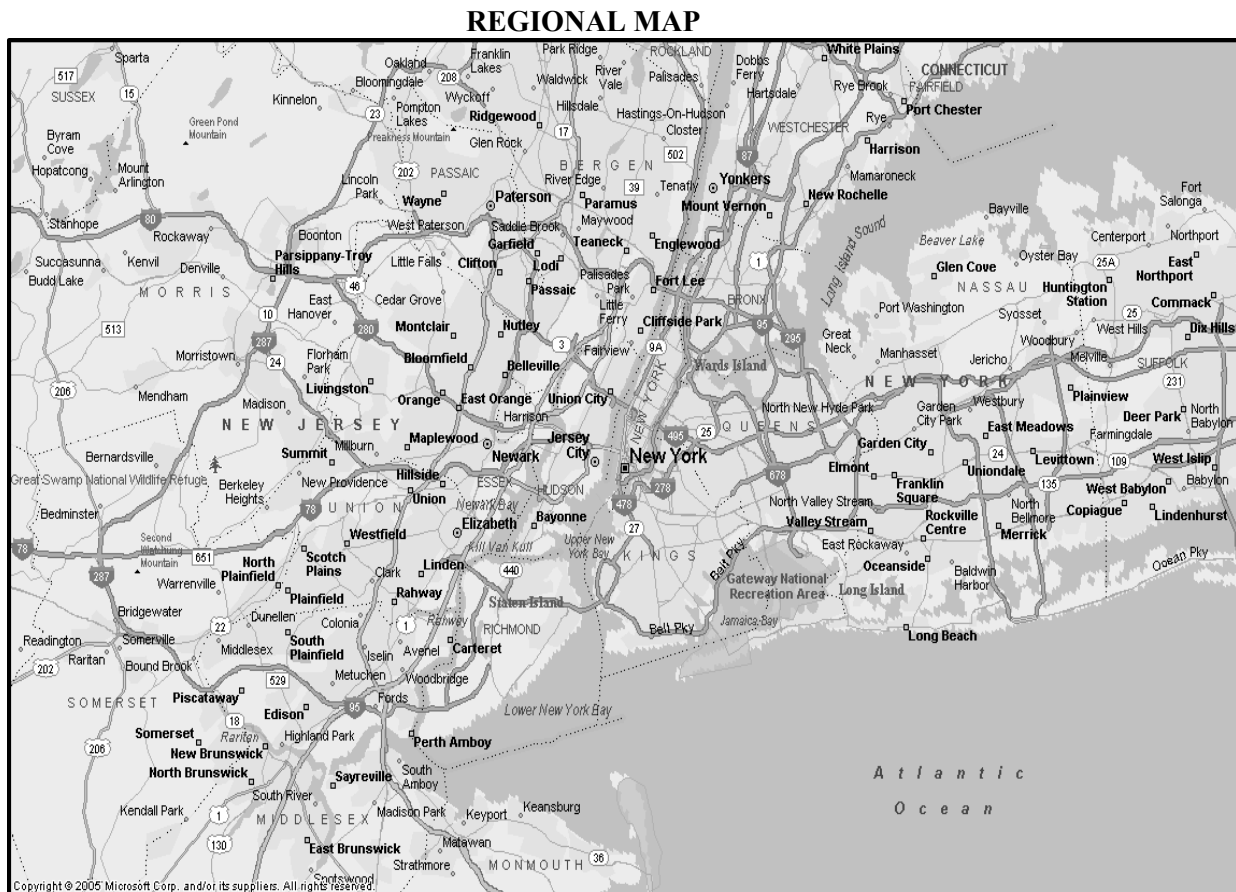 REGIONAL MAP
Sparta
517
SUSSEX
15
Kinnelon
Oakland
Bloomingdale
208
Franklin
Lakes
Wyckoff
Pompton
Lakes
23
Ridgewood
Glen Rock
Preakness Mountain
Green Pond
Mountain
Byram
Cove
Hopatcong
Mount
Arlington
Park Ridge
Waldwick
River
Vale
Hillsdale
17
ROCKLAND
Palisades
Hastings-On-Hudson
Closter
502
BERGEN
Dobbs
Ferry
Hartsdale
White Plains
Rye Brook
CONNECTICUT
FAIRFIELD
Port Chester
Rye
WESTCHESTER
Harrison
Mamaroneck
87
Yonkers
New Rochelle
Mount Vernon
Tenafly
39
River Edge
Paramus
Maywood
202
PASSAIC
Lincoln
Park
Wayne
Paterson
West Paterson
Saddle Brook
Garfield
Lodi
Clifton
Passaic
Teaneck
Englewood
Palisades
Park
Fort Lee
Little
Ferry
Cliffside Park
Fairview
9A
BRONX
95
295
1
Long Island Sound
Stanhope
80
Rockaway
Boonton
Parsippany-Troy
Hills
Little Falls
46
Succasunna
Kenvil
Budd Lake
Denville
MORRIS
Cedar Grove
East
Hanover
10
280
Montclair
Nutley
3
513
287
Morristown
24
Florham
Park
Bloomfield
Belleville
Livingston
Orange
East Orange
Union City
Harrison
206
Mendham
Madison
NEW JERSEY
Millburn
Maplewood
Newark
Jersey
City
New York
NEW YORK
Wards Island
495
25
QUEENS
278
478
678
Bayville
Fort
Salonga
Centerport
Northport
Beaver Lake
Oyster Bay
25A
East
Northport
Glen Cove
NASSAU
Huntington
Station
Commack
Port Washington
Syosset
25
West Hills
Dix Hills
Great
Neck
Manhasset
Woodbury
Jericho
Melville
SUFFOLK
NEW YORK
231
Plainview
North New Hyde Park
Garden
City Park
Westbury
Deer Park
North
Babylon
Garden City
East Meadows
Farmingdale
Elmont
Uniondale
24
Levittown
109
West Islip
Franklin
Square
135
West Babylon
Babylon
North Valley Stream
Valley Stream
Rockville
Centre
North
Bellmore
Merrick
Copiague
Lindenhurst
East Rockaway
Oceanside
Baldwin
Harbor
Ocean Pky
Long Island
Long Beach
Bernardsville
Great Swamp National Wildlife Refuge
Summit
New Providence
Berkeley
Heights
Hillside
Union
ESSEX
HUDSON
Newark Bay
Bedminster
78
UNION
78
Second
Watchung
Mountain
651
Westfield
Elizabeth
Bayonne
Kill Van Kull
Upper New
York Bay
27
KINGS
Belt Pky
Gateway National
Recreation Area
Jamaica Bay
287
North
Plainfield
Scotch
Plains
Warrenville
Plainfield
Clark
Linden
Rahway
440
Staten Island
RICHMOND
Belt Pky
Bridgewater
22
Dunellen
Colonia
1
Rahway
Readington
Somerville
Raritan
Middlesex
South
Plainfield
Carteret
Avenel
Iselin
202
Bound Brook
529
Metuchen
Woodbridge
SOMERSET
Piscataway
Edison
95
Fords
Lower New York Bay
18
Raritan
Somerset
New Brunswick
Highland Park
Perth Amboy
206
North Brunswick
Sayreville
South
Amboy
Atlantic
Ocean
Kendall Park
1
South River
MIDDLESEX
Madison Park
Keyport
Keansburg
130
East Brunswick
Matawan
Strathmore
MONMOUTH
36
Spotswood
Copyright © 2005 Microsoft Corp. and/or its suppliers. All rights reserved.